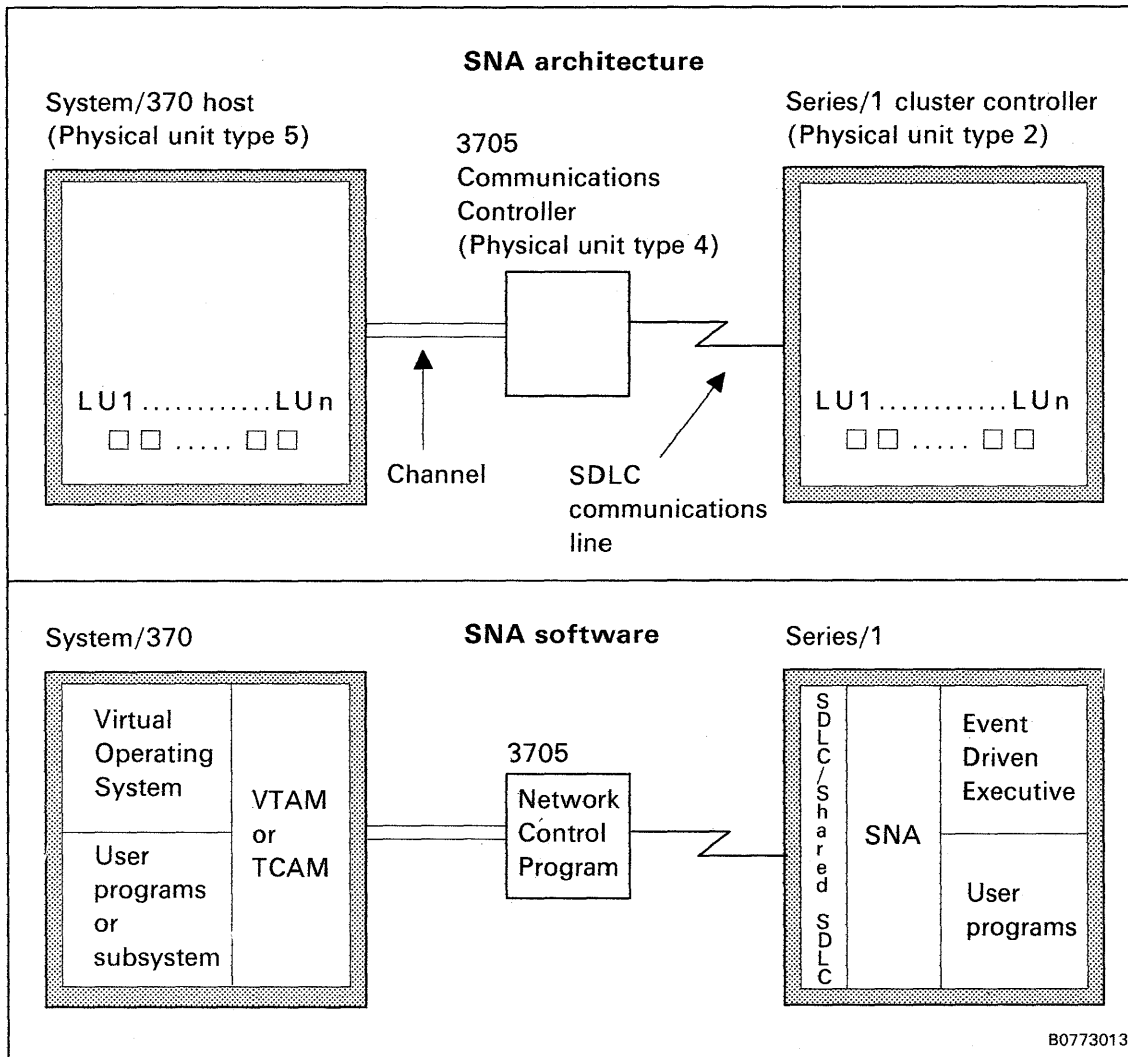 SNA architecture
System/370 host
(Physical unit type 5)
3705
Communications
Controller
(Physical unit type 4)
Series/1 cluster controller
(Physical unit type 2)
LU1............LUn
.....
Channel
SDLC
communications
line
LU1............LUn
.....
System/370
SNA software
Series/1
Virtual
Operating
System
User
programs
or
subsystem
VTAM
or
TCAM
3705
Network
Control
Program
SDLC/Shared SDLC
SNA
Event
Driven
Executive
User
programs
B0773013